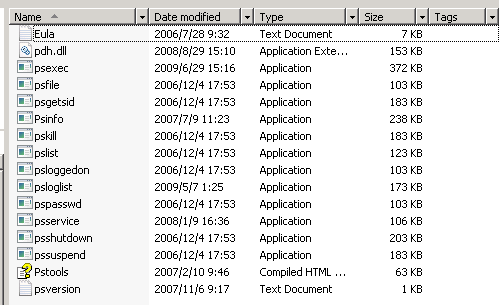 Name Date modified Type Size Tags
Eula 2006/7/28 9:32 Text Document 7 KB
pdh.dll 2008/8/29 15:10 Application Exte... 153 KB
psexec 2009/6/29 15:16 Application 372 KB
psfile 2006/12/4 17:53 Application 103 KB
psgetsid 2006/12/4 17:53 Application 183 KB
Psinfo 2007/7/9 11:23 Application 238 KB
pskill 2006/12/4 17:53 Application 183 KB
pslist 2006/12/4 17:53 Application 123 KB
psloggedon 2006/12/4 17:53 Application 103 KB
psloglist 2009/5/7 1:25 Application 173 KB
pspasswd 2006/12/4 17:53 Application 103 KB
psservice 2008/1/9 16:36 Application 106 KB
psshutdown 2006/12/4 17:53 Application 203 KB
pssuspend 2006/12/4 17:53 Application 183 KB
Pstools 2007/2/10 9:46 Compiled HTML ... 63 KB
psversion 2007/11/6 9:17 Text Document 1 KB